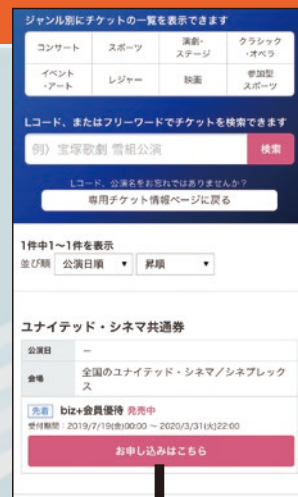 ジャンル別にチケットの一覧を表示できます
コンサート
スポーツ
演劇・
ステージ
クラシック
・オペラ
イベント
・アート
レジャー
映画
参加型
スポーツ
Lコード、またはフリーワードでチケットを検索できます
例）宝塚歌劇 雪組公演
検索
Lコード、公演名をお忘れではありませんか？
専用チケット情報ページに戻る
1件中1～1件を表示
並び順 公演日順 ▼ 昇順 ▼
ユナイテッド・シネマ共通券
公演日 －
会場 全国のユナイテッド・シネマ／シネプレック
ス
先着 biz+会員優待 発売中
受付期間：2019/7/19(金)00:00 ～ 2020/3/31(火)22:00
お申し込みはこちら